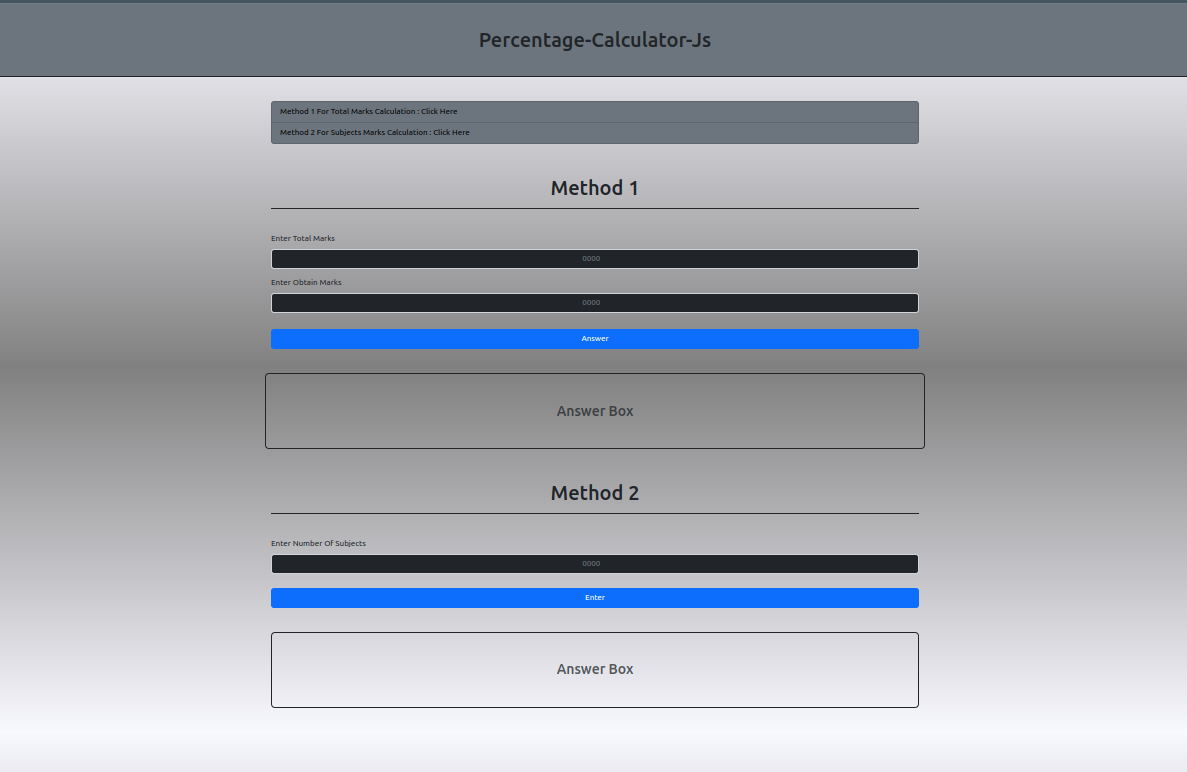 Percentage-Calculator-Js
Method 1 For Total Marks Calculation : Click Here
Method 2 For Subjects Marks Calculation : Click Here
Method 1
Enter Total Marks
0000
Enter Obtain Marks
0000
Answer
Answer Box
Method 2
Enter Number Of Subjects
0000
Enter
Answer Box